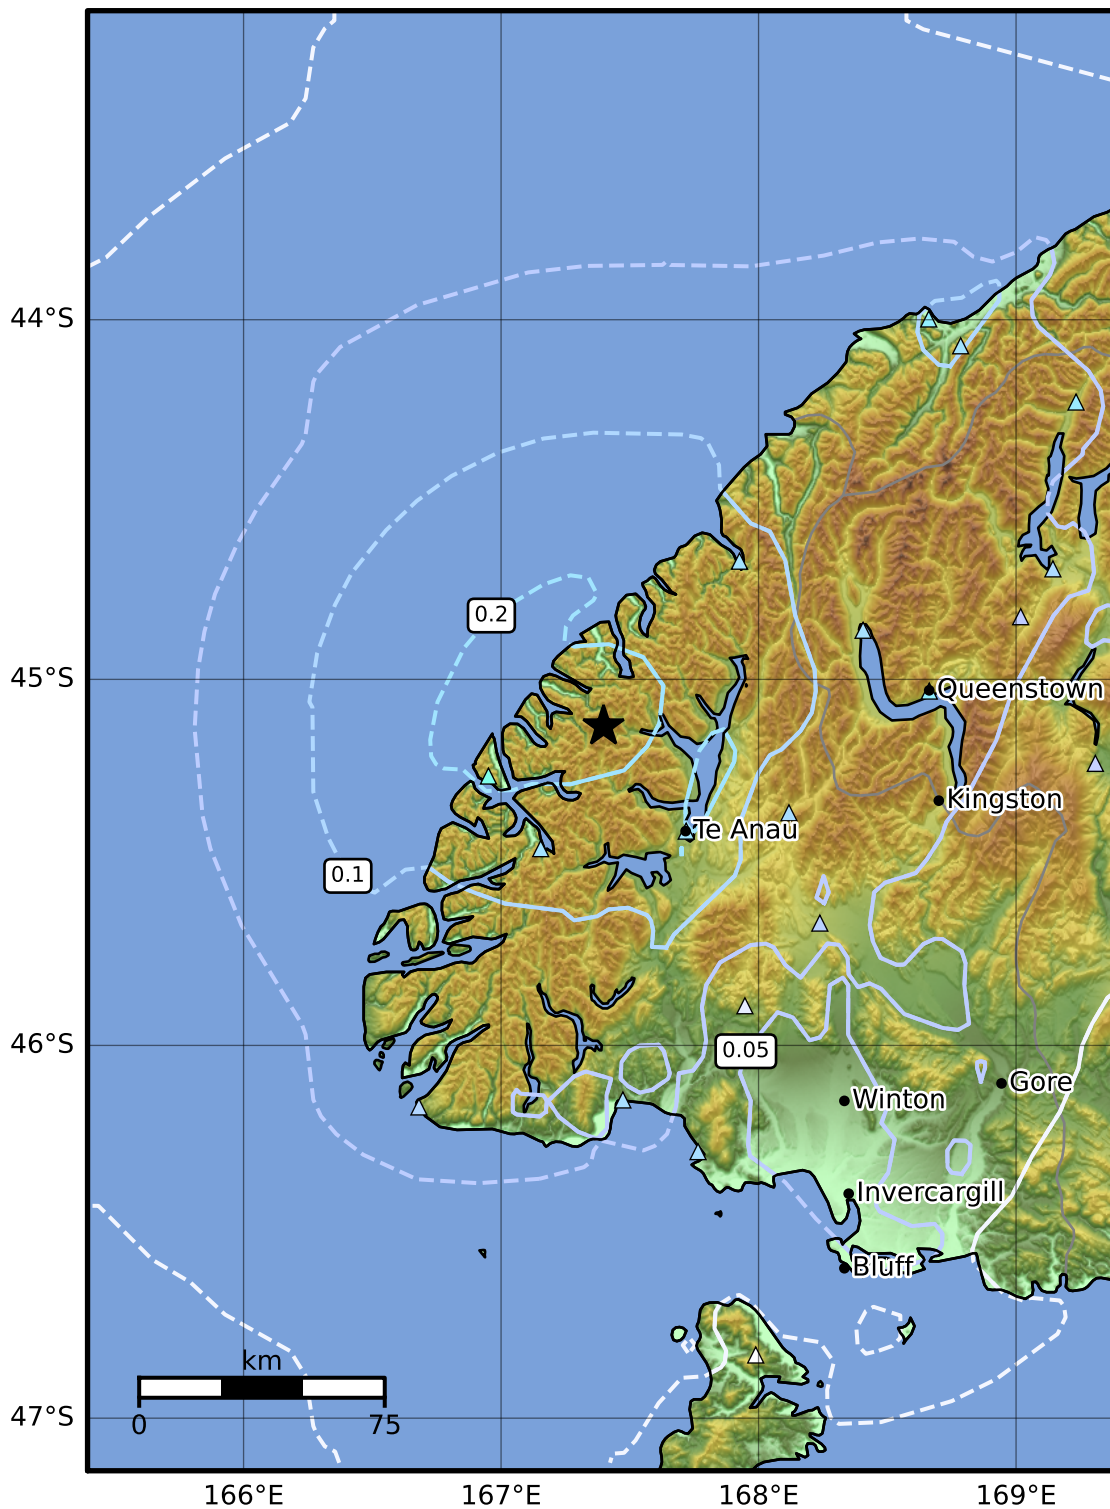 44°S
0.2
45°S
Queenstown
Kingston
Te Anau
0.1
46°S
0.05
Gore
Winton
Invercargill
Bluff
km
0
75
47°S
166°E
167°E
168°E
169°E